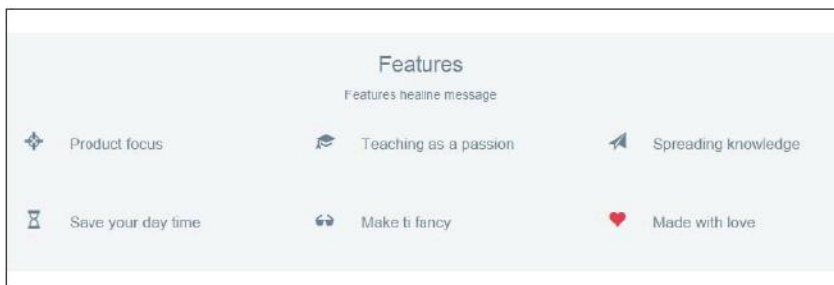 Features
Features healine message
Product focus
Teaching as a passion
Spreading knowledge
Save your day time
Make ti fancy
Made with love